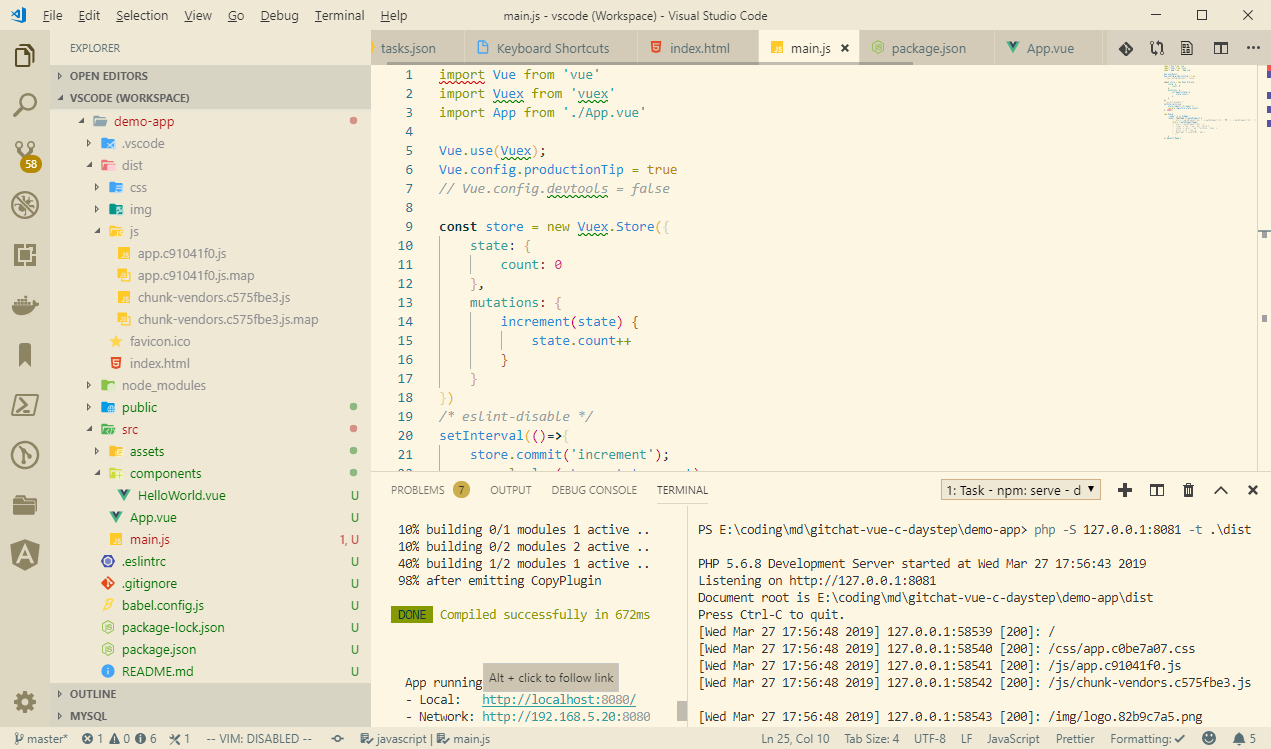 File Edit Selection View Go Debug Terminal Help
main.js - vscode (Workspace) - Visual Studio Code
EXPLORER
OPEN EDITORS
VSCODE (WORKSPACE)
demo-app
.vscode
dist
css
img
js
app.c91041f0.js
app.c91041f0.js.map
chunk-vendors.c575fbe3.js
chunk-vendors.c575fbe3.js.map
favicon.ico
index.html
node_modules
public
src
assets
components
HelloWorld.vue U
App.vue U
main.js 1, U
.eslintrc U
.gitignore U
babel.config.js U
package-lock.json U
package.json U
README.md U
OUTLINE
MYSQL
58
tasks.json Keyboard Shortcuts index.html main.js package.json App.vue
1 import Vue from 'vue'
2 import Vuex from 'vuex'
3 import App from './App.vue'
4
5 Vue.use(Vuex);
6 Vue.config.productionTip = true
7 // Vue.config.devtools = false
8
9 const store = new Vuex.Store({
10 state: {
11 count: 0
12 },
13 mutations: {
14 increment(state) {
15 state.count++
16 }
17 }
18 })
19 /* eslint-disable */
20 setInterval(()=>{
21 store.commit('increment');
PROBLEMS 7 OUTPUT DEBUG CONSOLE TERMINAL
1: Task - npm: serve - d
10% building 0/1 modules 1 active ..
10% building 0/2 modules 2 active ..
40% building 1/2 modules 1 active ..
98% after emitting CopyPlugin
DONE Compiled successfully in 672ms
Alt + click to follow link
App running
- Local: http://localhost:8080/
- Network: http://192.168.5.20:8080
PS E:\coding\md\gitchat-vue-c-daystep\demo-app> php -S 127.0.0.1:8081 -t .\dist
PHP 5.6.8 Development Server started at Wed Mar 27 17:56:43 2019
Listening on http://127.0.0.1:8081
Document root is E:\coding\md\gitchat-vue-c-daystep\demo-app\dist
Press Ctrl-C to quit.
[Wed Mar 27 17:56:48 2019] 127.0.0.1:58539 [200]: /
[Wed Mar 27 17:56:48 2019] 127.0.0.1:58540 [200]: /css/app.c0be7a07.css
[Wed Mar 27 17:56:48 2019] 127.0.0.1:58541 [200]: /js/app.c91041f0.js
[Wed Mar 27 17:56:48 2019] 127.0.0.1:58542 [200]: /js/chunk-vendors.c575fbe3.js
[Wed Mar 27 17:56:48 2019] 127.0.0.1:58543 [200]: /img/logo.82b9c7a5.png
master* 1 0 6 1 -- VIM: DISABLED -- javascript | main.js Ln 25, Col 10 Tab Size: 4 UTF-8 LF JavaScript Prettier Formatting: 5